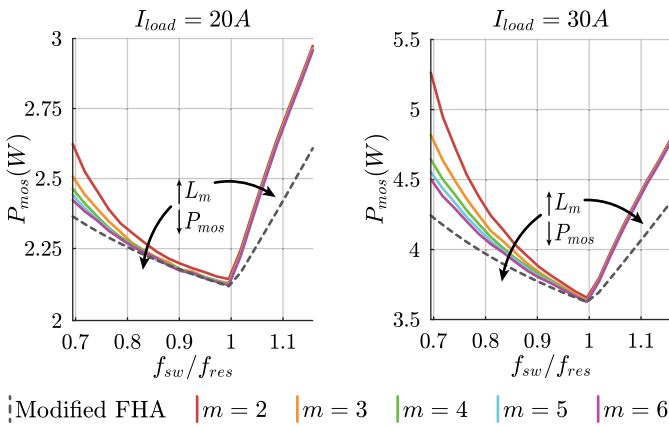 I_load = 20A
I_load = 30A
P_mos(W)
3
2.75
2.5
2.25
2
L_m
P_mos
0.7 0.8 0.9 1 1.1
f_sw/f_res
P_mos(W)
5.5
5
4.5
4
3.5
L_m
P_mos
0.7 0.8 0.9 1 1.1
f_sw/f_res
Modified FHA m = 2 m = 3 m = 4 m = 5 m = 6